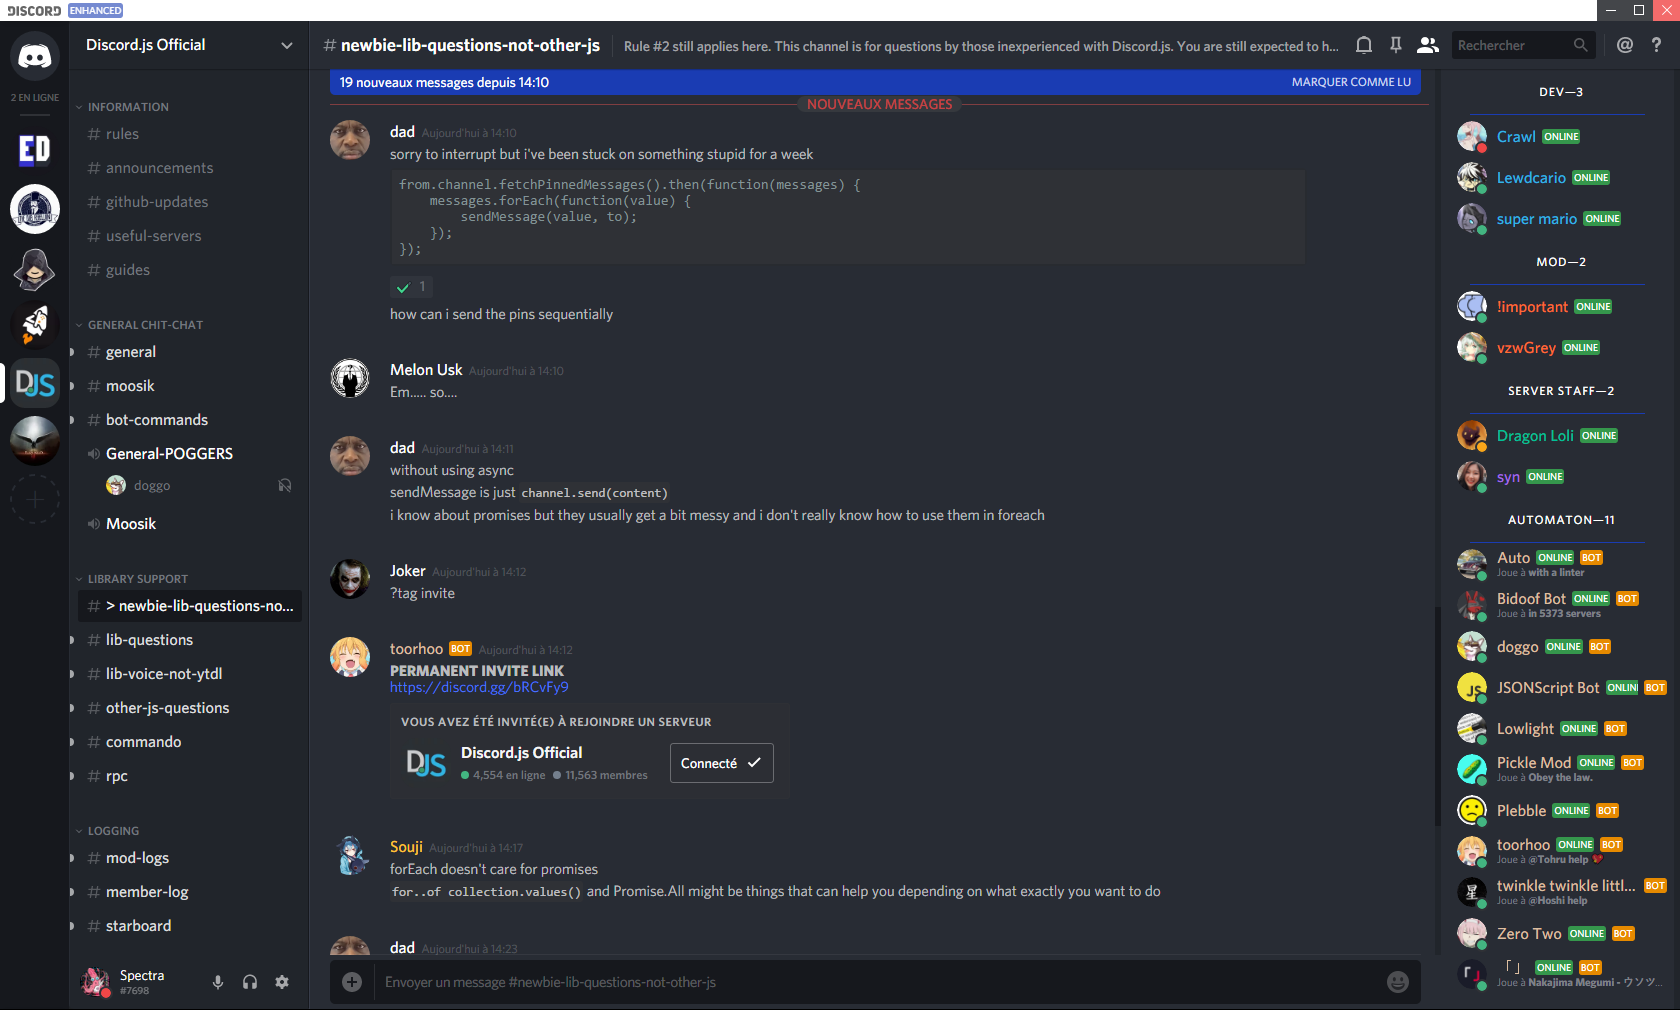 DISCORD ENHANCED
2 EN LIGNE
ED
DJS
Discord.js Official
INFORMATION
# rules
# announcements
# github-updates
# useful-servers
# guides
GENERAL CHIT-CHAT
# general
# moosik
# bot-commands
General-POGGERS
doggo
Moosik
LIBRARY SUPPORT
# > newbie-lib-questions-no...
# lib-questions
# lib-voice-not-ytdl
# other-js-questions
# commando
# rpc
LOGGING
# mod-logs
# member-log
# starboard
Spectra
#7698
# newbie-lib-questions-not-other-js
Rule #2 still applies here. This channel is for questions by those inexperienced with Discord.js. You are still expected to h...
Rechercher
@ ?
19 nouveaux messages depuis 14:10
MARQUER COMME LU
NOUVEAUX MESSAGES
dad Aujourd'hui à 14:10
sorry to interrupt but i've been stuck on something stupid for a week
from.channel.fetchPinnedMessages().then(function(messages) {
    messages.forEach(function(value) {
        sendMessage(value, to);
    });
});
1
how can i send the pins sequentially
Melon Usk Aujourd'hui à 14:10
Em..... so....
dad Aujourd'hui à 14:11
without using async
sendMessage is just channel.send(content)
i know about promises but they usually get a bit messy and i don't really know how to use them in foreach
Joker Aujourd'hui à 14:12
?tag invite
toorhoo BOT Aujourd'hui à 14:12
PERMANENT INVITE LINK
https://discord.gg/bRCvFy9
VOUS AVEZ ÉTÉ INVITÉ(E) À REJOINDRE UN SERVEUR
DJS
Discord.js Official
4,554 en ligne 11,563 membres
Connecté
Souji Aujourd'hui à 14:17
forEach doesn't care for promises
for..of collection.values() and Promise.All might be things that can help you depending on what exactly you want to do
dad Aujourd'hui à 14:23
Envoyer un message #newbie-lib-questions-not-other-js
DEV—3
Crawl ONLINE
Lewdcario ONLINE
super mario ONLINE
MOD—2
!important ONLINE
vzwGrey ONLINE
SERVER STAFF—2
Dragon Loli ONLINE
syn ONLINE
AUTOMATON—11
Auto ONLINE BOT
Joue à with a linter
Bidoof Bot ONLINE BOT
Joue à in 5373 servers
doggo ONLINE BOT
JS
JSONScript Bot ONLIN BOT
Lowlight ONLINE BOT
Pickle Mod ONLINE BOT
Joue à Obey the law.
Plebble ONLINE BOT
toorhoo ONLINE BOT
Joue à @Tohru help
星
twinkle twinkle littl... BOT
Joue à @Hoshi help
Zero Two ONLINE BOT
「」 ONLINE BOT
Joue à Nakajima Megumi - ウソツ...